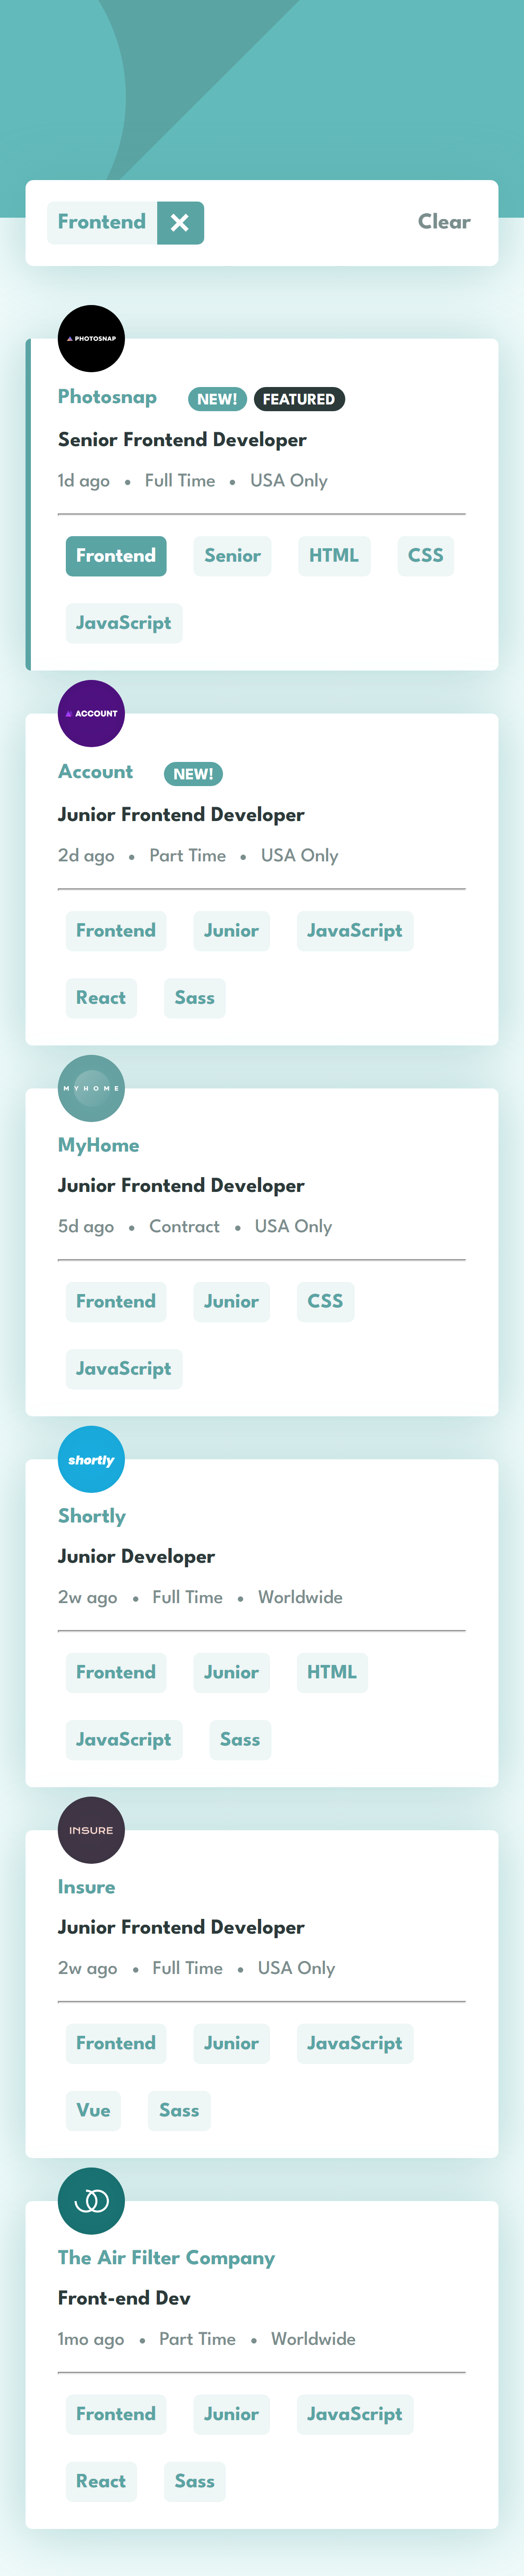 Frontend Clear
PHOTOSNAP
Photosnap NEW! FEATURED
Senior Frontend Developer
1d ago • Full Time • USA Only
Frontend Senior HTML CSS
JavaScript
ACCOUNT
Account NEW!
Junior Frontend Developer
2d ago • Part Time • USA Only
Frontend Junior JavaScript
React Sass
MYHOME
MyHome
Junior Frontend Developer
5d ago • Contract • USA Only
Frontend Junior CSS
JavaScript
shortly
Shortly
Junior Developer
2w ago • Full Time • Worldwide
Frontend Junior HTML
JavaScript Sass
INSURE
Insure
Junior Frontend Developer
2w ago • Full Time • USA Only
Frontend Junior JavaScript
Vue Sass
The Air Filter Company
Front-end Dev
1mo ago • Part Time • Worldwide
Frontend Junior JavaScript
React Sass